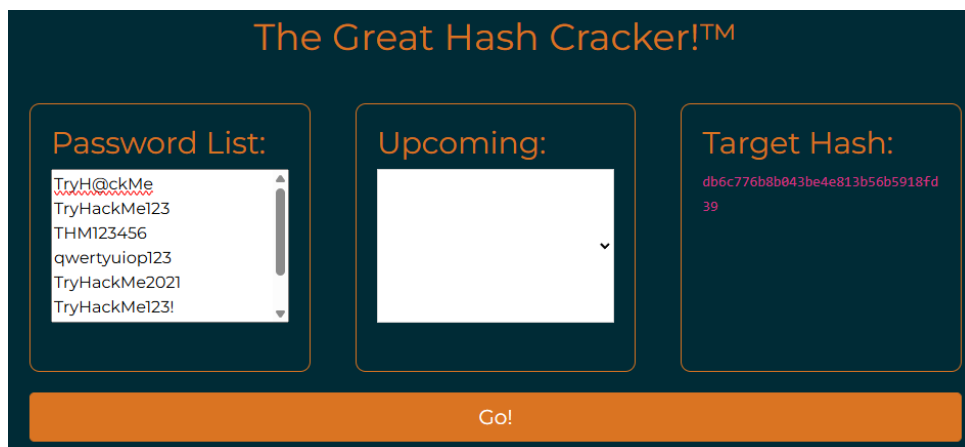 The Great Hash Cracker!™
Password List:
TryH@ckMe
TryHackMe123
THM123456
qwertyuiop123
TryHackMe2021
TryHackMe123!
Upcoming:
Target Hash:
db6c776b8b043be4e813b56b5918fd
39
Go!